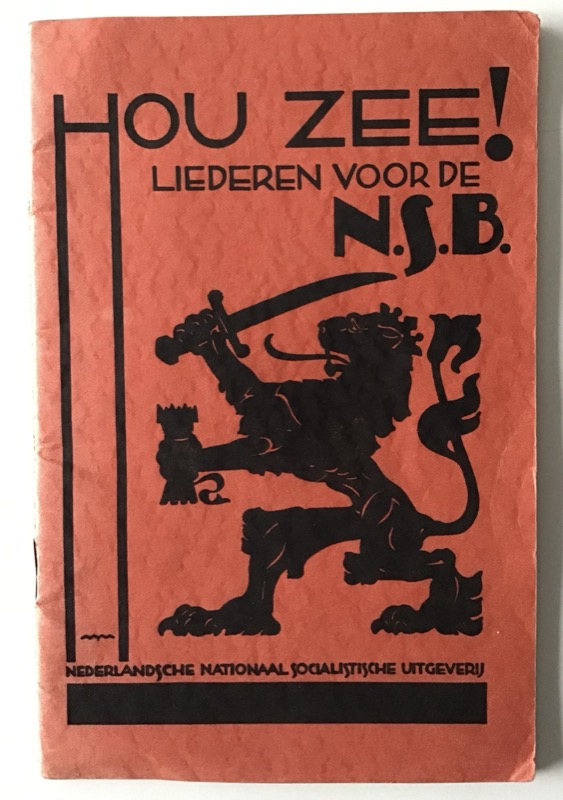 HOU ZEE!
LIEDEREN VOOR DE
N.S.B.
NEDERLANDSCHE NATIONAAL SOCIALISTISCHE UITGEVERIJ